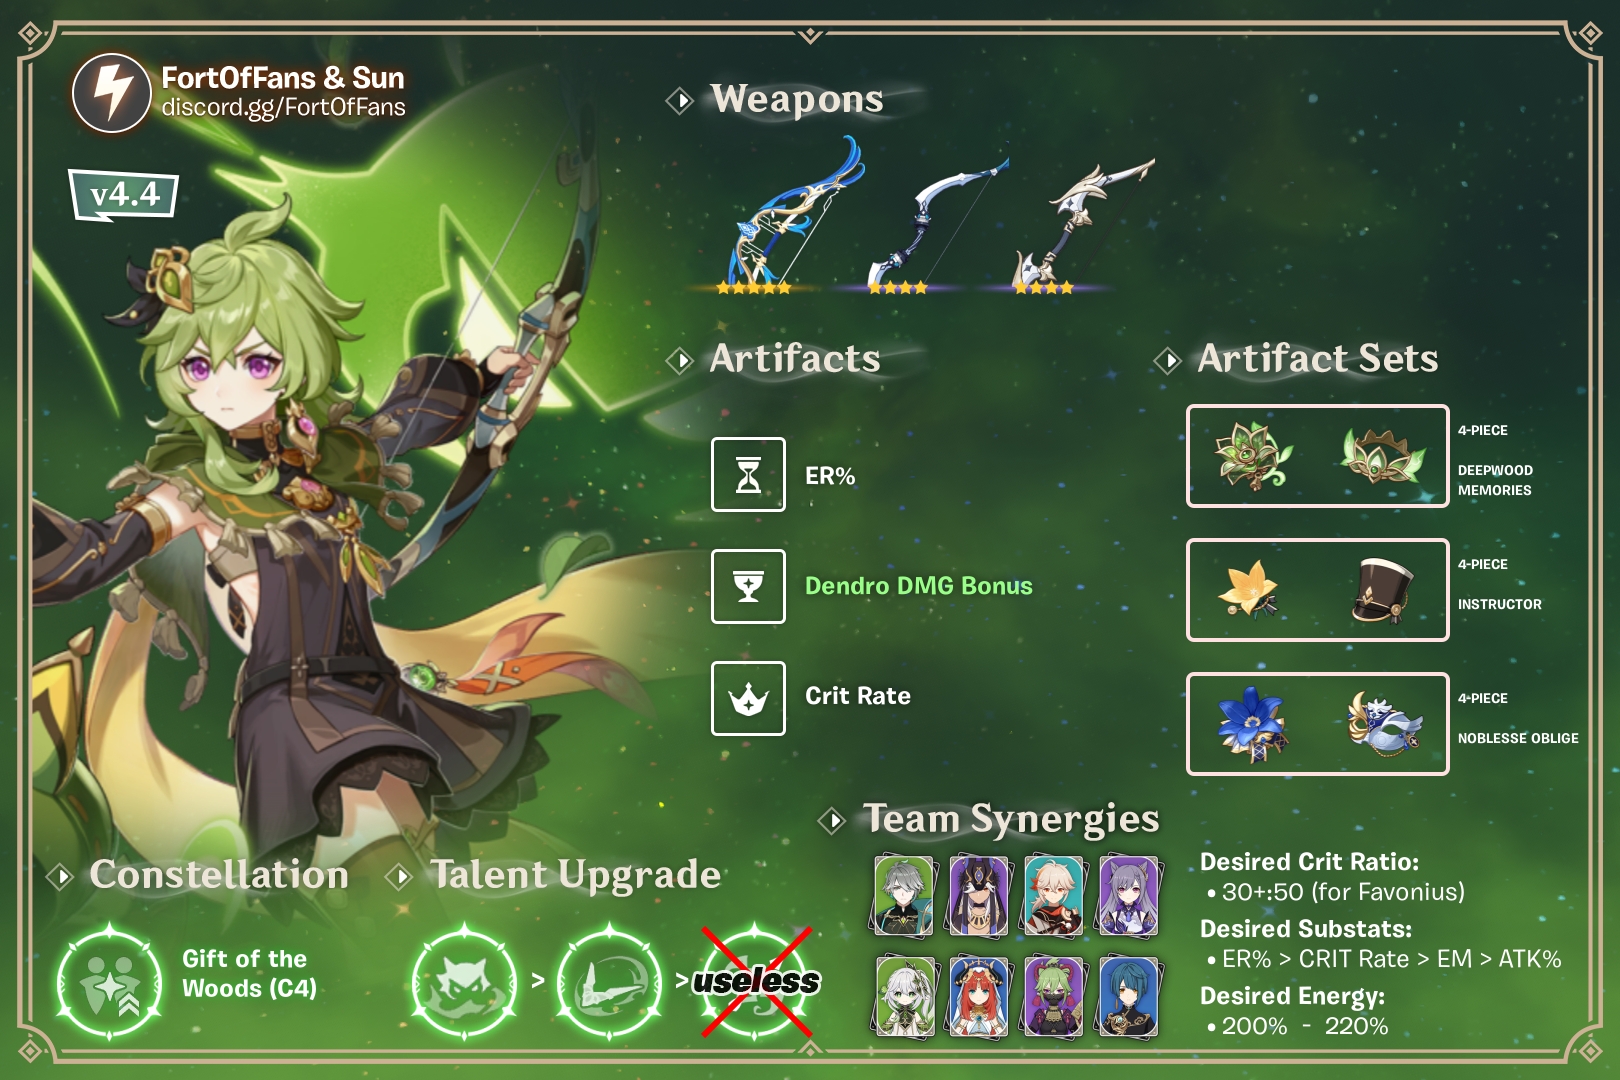 FortOfFans & Sun
discord.gg/FortOfFans
v4.4
Weapons
Artifacts
ER%
Dendro DMG Bonus
Crit Rate
Artifact Sets
4-PIECE
DEEPWOOD
MEMORIES
4-PIECE
INSTRUCTOR
4-PIECE
NOBLESSE OBLIGE
Constellation
Gift of the
Woods (C4)
Talent Upgrade
> > useless
Team Synergies
Desired Crit Ratio:
• 30+:50 (for Favonius)
Desired Substats:
• ER% > CRIT Rate > EM > ATK%
Desired Energy:
• 200% - 220%